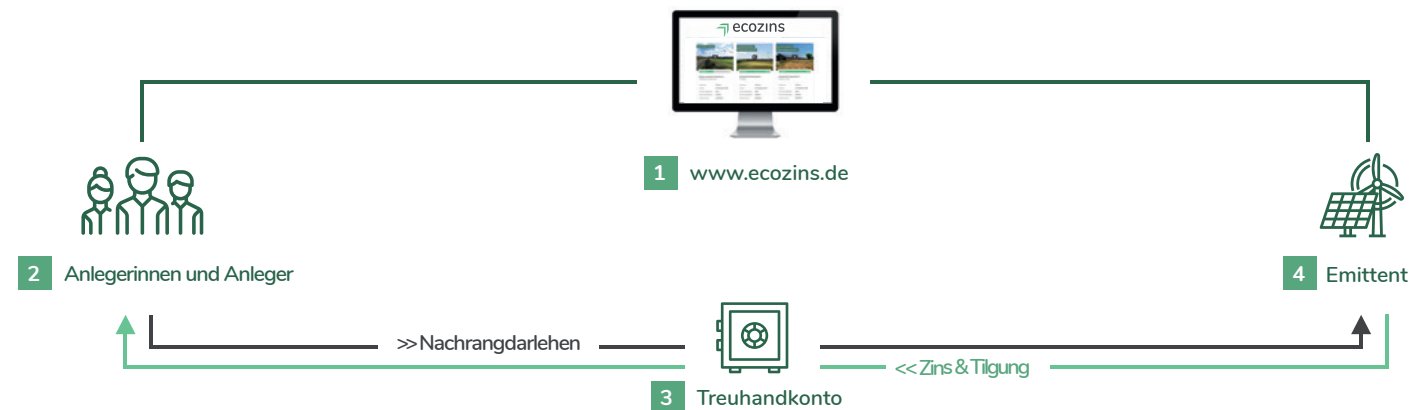 ecozins
1 www.ecozins.de
2 Anlegerinnen und Anleger
4 Emittent
>> Nachrangdarlehen
<< Zins & Tilgung
3 Treuhandkonto